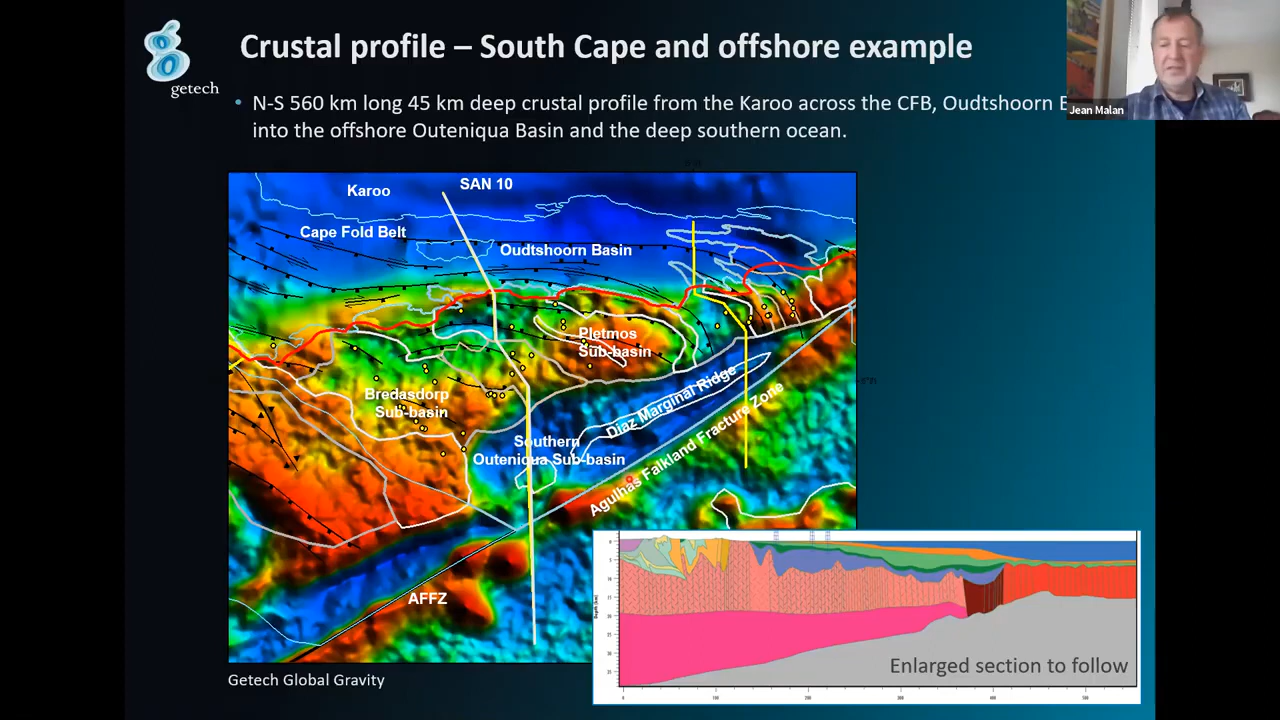 getech
Crustal profile – South Cape and offshore example
Jean Malan
• N-S 560 km long 45 km deep crustal profile from the Karoo across the CFB, Oudtshoorn
into the offshore Outeniqua Basin and the deep southern ocean.
SAN 10
Karoo
Cape Fold Belt
Oudtshoorn Basin
Pletmos
Sub-basin
Bredasdorp
Sub-basin
Diaz Marginal Ridge
Southern
Outeniqua Sub-basin
Agulhas Falkland Fracture Zone
AFFZ
Enlarged section to follow
Getech Global Gravity